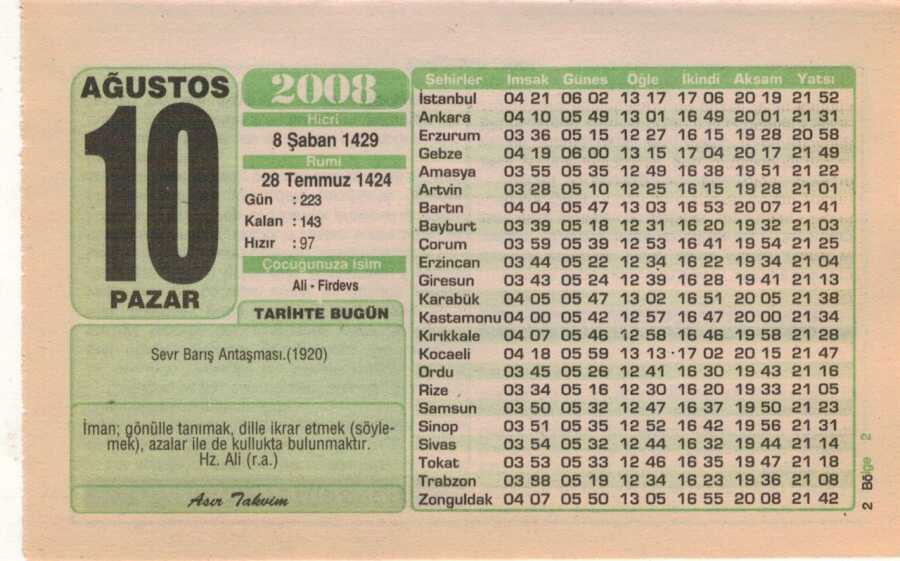 AĞUSTOS
10
PAZAR
2008
Hicri
8 Şaban 1429
Rumi
28 Temmuz 1424
Gün : 223
Kalan : 143
Hızır : 97
Çocuğunuza İsim
Ali - Firdevs
TARİHTE BUGÜN
Sevr Barış Antaşması.(1920)
İman; gönülle tanımak, dille ikrar etmek (söyle-
mek), azalar ile de kullukta bulunmaktır.
Hz. Ali (r.a.)
Asır Takvim
Şehirler İmsak Güneş Öğle İkindi Akşam Yatsı
İstanbul 04 21 06 02 13 17 17 06 20 19 21 52
Ankara 04 10 05 49 13 01 16 49 20 01 21 31
Erzurum 03 36 05 15 12 27 16 15 19 28 20 58
Gebze 04 19 06 00 13 15 17 04 20 17 21 49
Amasya 03 55 05 35 12 49 16 38 19 51 21 22
Artvin 03 28 05 10 12 25 16 15 19 28 21 01
Bartın 04 04 05 47 13 03 16 53 20 07 21 41
Bayburt 03 39 05 18 12 31 16 20 19 32 21 03
Çorum 03 59 05 39 12 53 16 41 19 54 21 25
Erzincan 03 44 05 22 12 34 16 22 19 34 21 04
Giresun 03 43 05 24 12 39 16 28 19 41 21 13
Karabük 04 05 05 47 13 02 16 51 20 05 21 38
Kastamonu 04 00 05 42 12 57 16 47 20 00 21 34
Kırıkkale 04 07 05 46 12 58 16 46 19 58 21 28
Kocaeli 04 18 05 59 13 13 17 02 20 15 21 47
Ordu 03 45 05 26 12 41 16 30 19 43 21 16
Rize 03 34 05 16 12 30 16 20 19 33 21 05
Samsun 03 50 05 32 12 47 16 37 19 50 21 23
Sinop 03 51 05 35 12 52 16 42 19 56 21 31
Sivas 03 54 05 32 12 44 16 32 19 44 21 14
Tokat 03 53 05 33 12 46 16 35 19 47 21 18
Trabzon 03 98 05 19 12 34 16 23 19 36 21 08
Zonguldak 04 07 05 50 13 05 16 55 20 08 21 42
2 Bölge 2